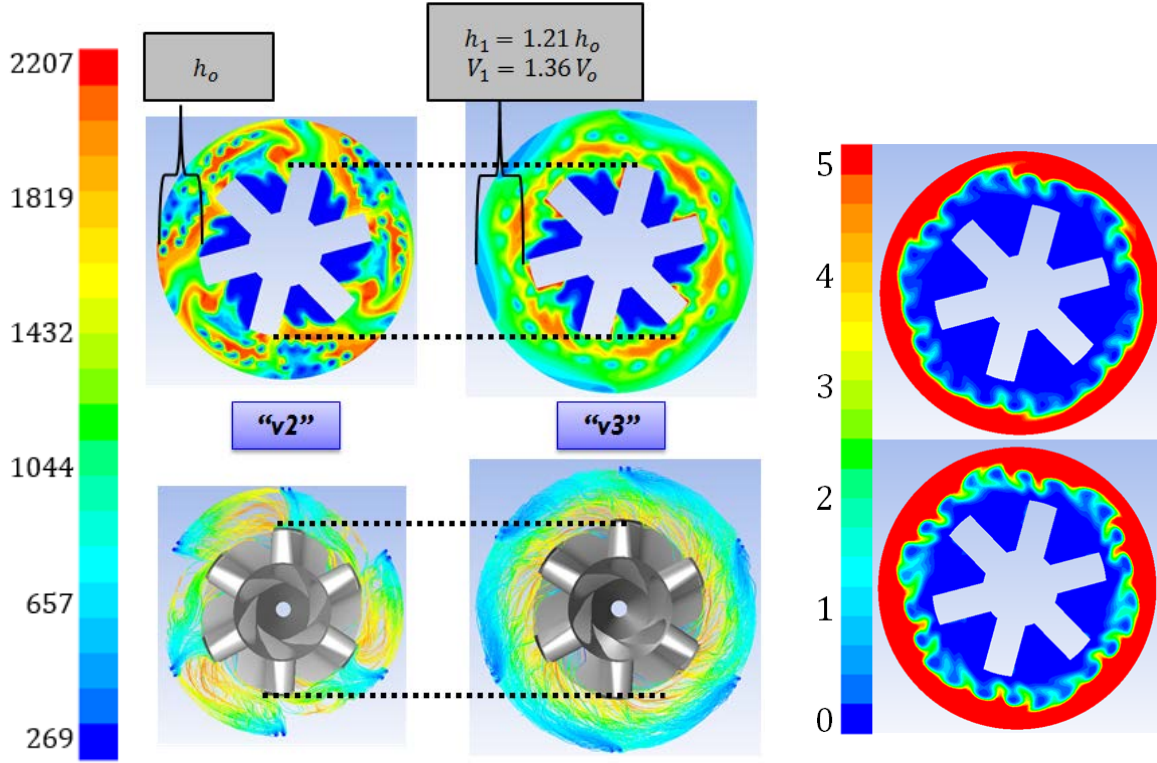 2207
1819
1432
1044
657
269
h_o
h_1 = 1.21 h_o
V_1 = 1.36 V_o
“v2”
“v3”
5
4
3
2
1
0